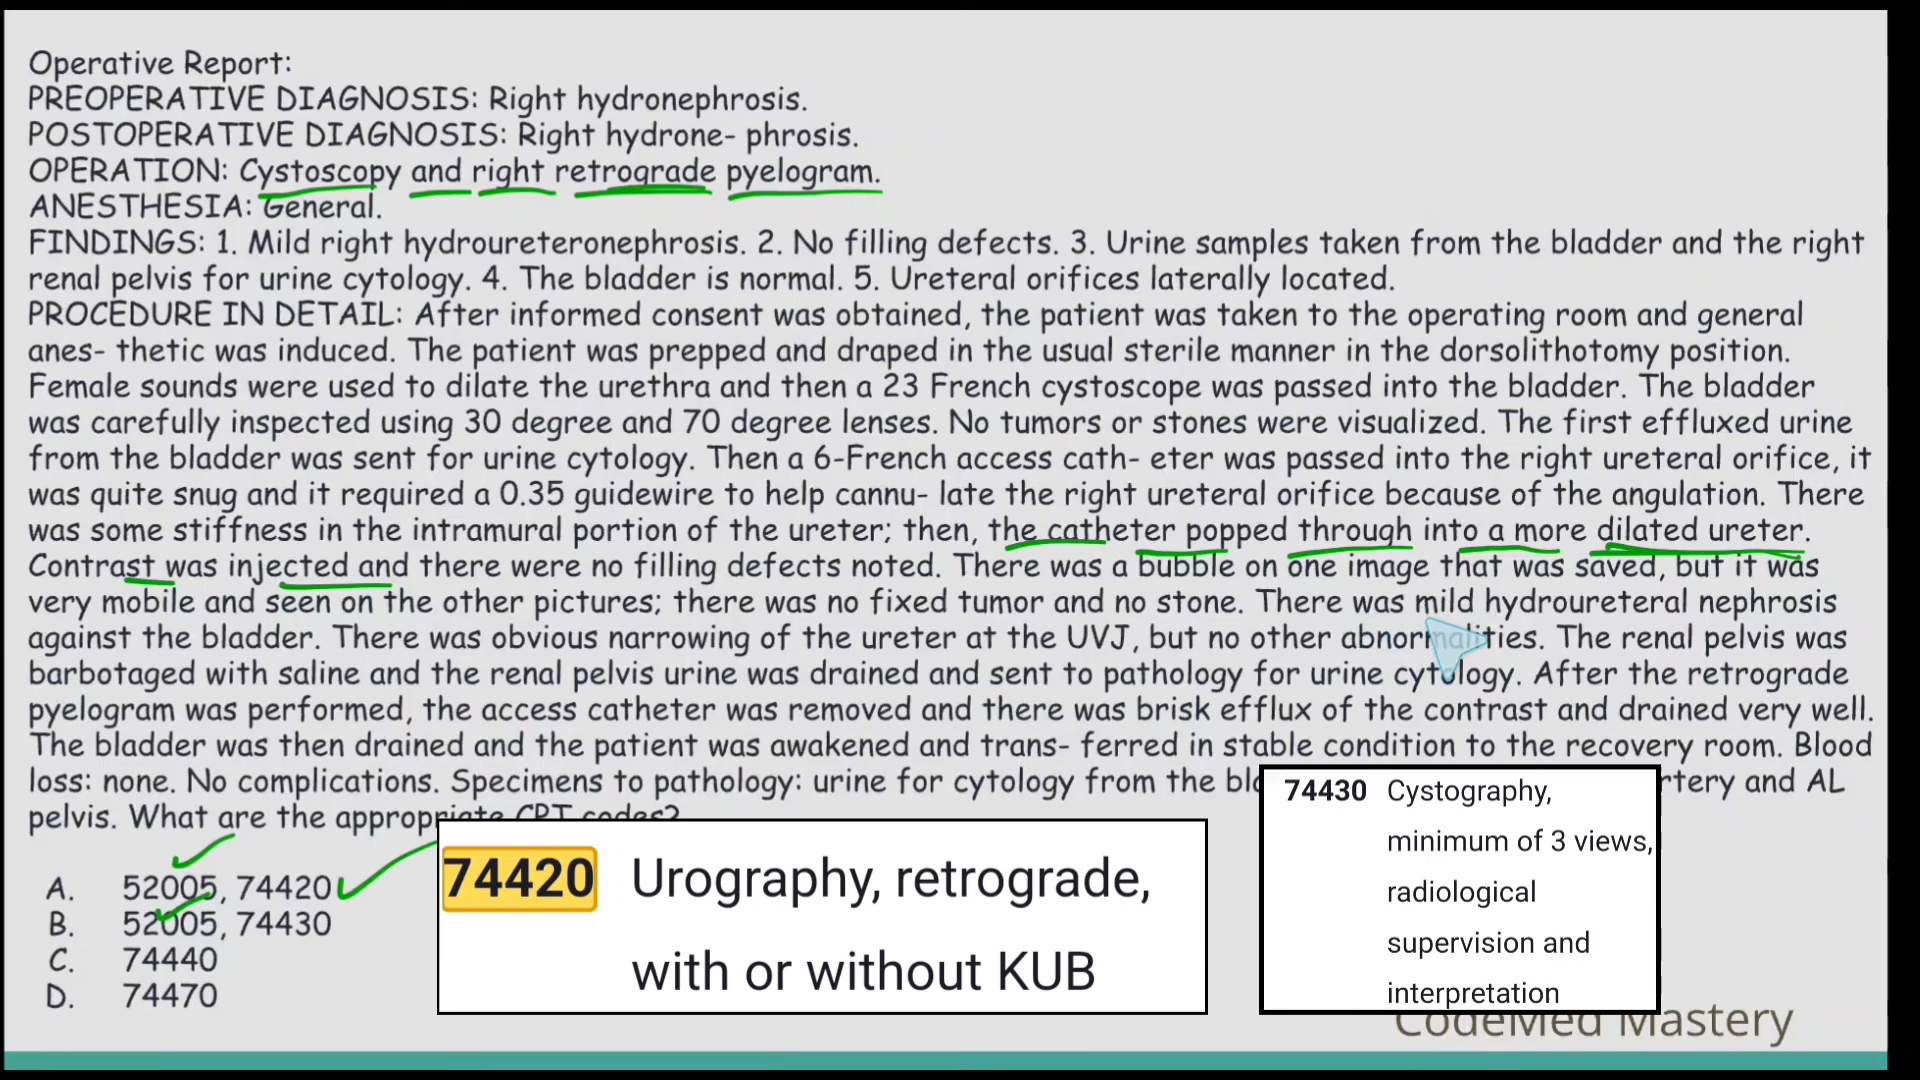 Operative Report:
PREOPERATIVE DIAGNOSIS: Right hydronephrosis.
POSTOPERATIVE DIAGNOSIS: Right hydrone- phrosis.
OPERATION: Cystoscopy and right retrograde pyelogram.
ANESTHESIA: General.
FINDINGS: 1. Mild right hydroureteronephrosis. 2. No filling defects. 3. Urine samples taken from the bladder and the right
renal pelvis for urine cytology. 4. The bladder is normal. 5. Ureteral orifices laterally located.
PROCEDURE IN DETAIL: After informed consent was obtained, the patient was taken to the operating room and general
anes- thetic was induced. The patient was prepped and draped in the usual sterile manner in the dorsolithotomy position.
Female sounds were used to dilate the urethra and then a 23 French cystoscope was passed into the bladder. The bladder
was carefully inspected using 30 degree and 70 degree lenses. No tumors or stones were visualized. The first effluxed urine
from the bladder was sent for urine cytology. Then a 6-French access cath- eter was passed into the right ureteral orifice, it
was quite snug and it required a 0.35 guidewire to help cannu- late the right ureteral orifice because of the angulation. There
was some stiffness in the intramural portion of the ureter; then, the catheter popped through into a more dilated ureter.
Contrast was injected and there were no filling defects noted. There was a bubble on one image that was saved, but it was
very mobile and seen on the other pictures; there was no fixed tumor and no stone. There was mild hydroureteral nephrosis
against the bladder. There was obvious narrowing of the ureter at the UVJ, but no other abnormalities. The renal pelvis was
barbotaged with saline and the renal pelvis urine was drained and sent to pathology for urine cytology. After the retrograde
pyelogram was performed, the access catheter was removed and there was brisk efflux of the contrast and drained very well.
The bladder was then drained and the patient was awakened and trans- ferred in stable condition to the recovery room. Blood
loss: none. No complications. Specimens to pathology: urine for cytology from the and AL
pelvis. What are the appropriate CPT codes?
A. 52005, 74420
B. 52005, 74430
C. 74440
D. 74470
74420 Urography, retrograde,
with or without KUB
74430 Cystography,
minimum of 3 views,
radiological
supervision and
interpretation
CodeMed Mastery